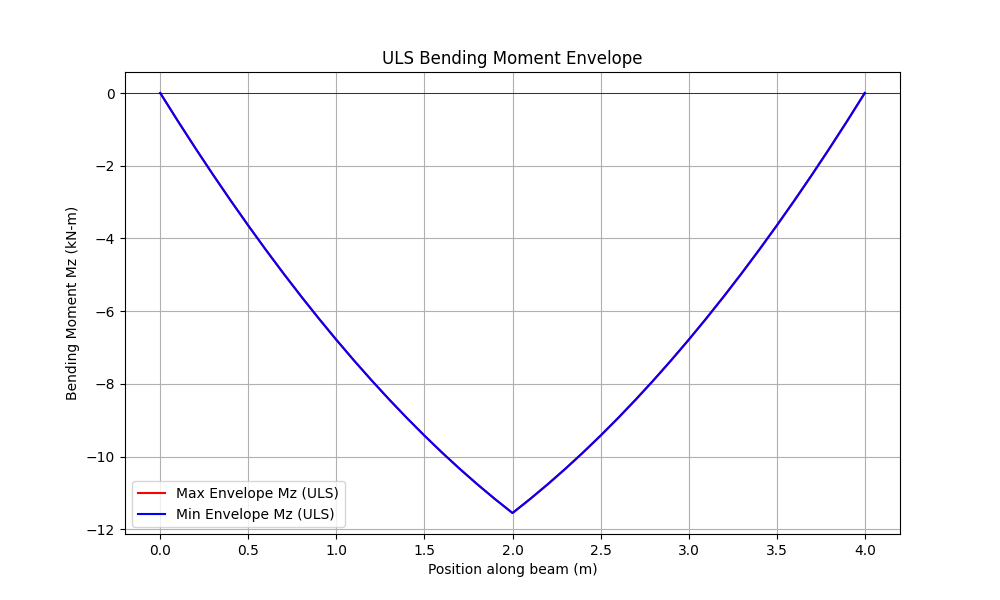 ULS Bending Moment Envelope
Bending Moment Mz (kN-m)
0
−2
−4
−6
−8
−10
−12
Max Envelope Mz (ULS)
Min Envelope Mz (ULS)
0.0 0.5 1.0 1.5 2.0 2.5 3.0 3.5 4.0
Position along beam (m)